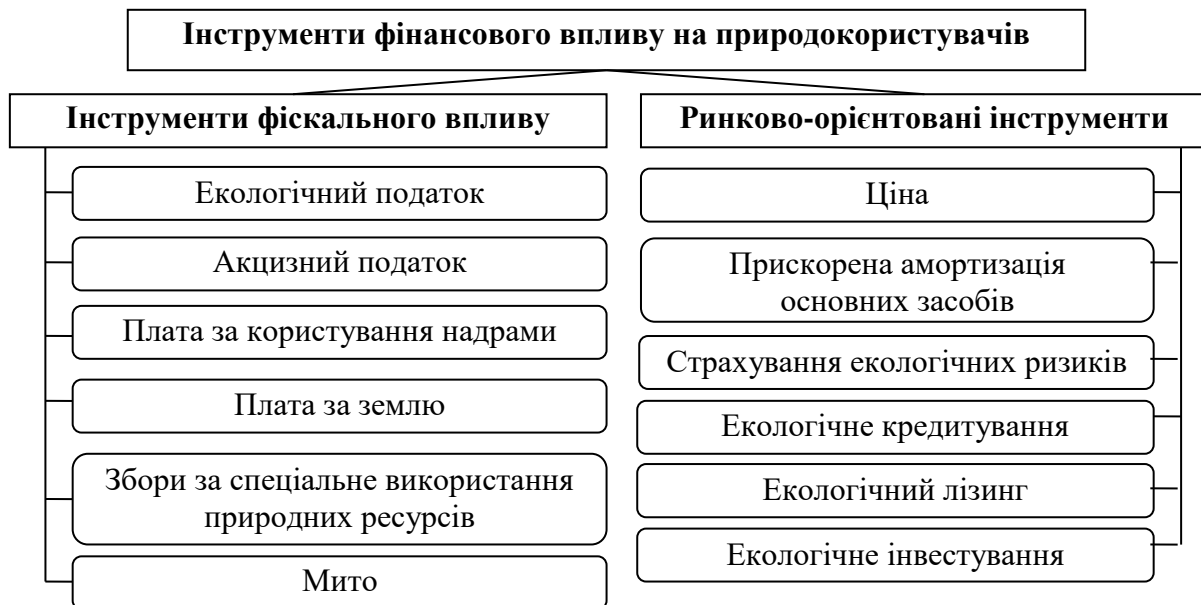 Інструменти фінансового впливу на природокористувачів
Інструменти фіскального впливу
Екологічний податок
Акцизний податок
Плата за користування надрами
Плата за землю
Збори за спеціальне використання
природних ресурсів
Мито
Ринково-орієнтовані інструменти
Ціна
Прискорена амортизація
основних засобів
Страхування екологічних ризиків
Екологічне кредитування
Екологічний лізинг
Екологічне інвестування